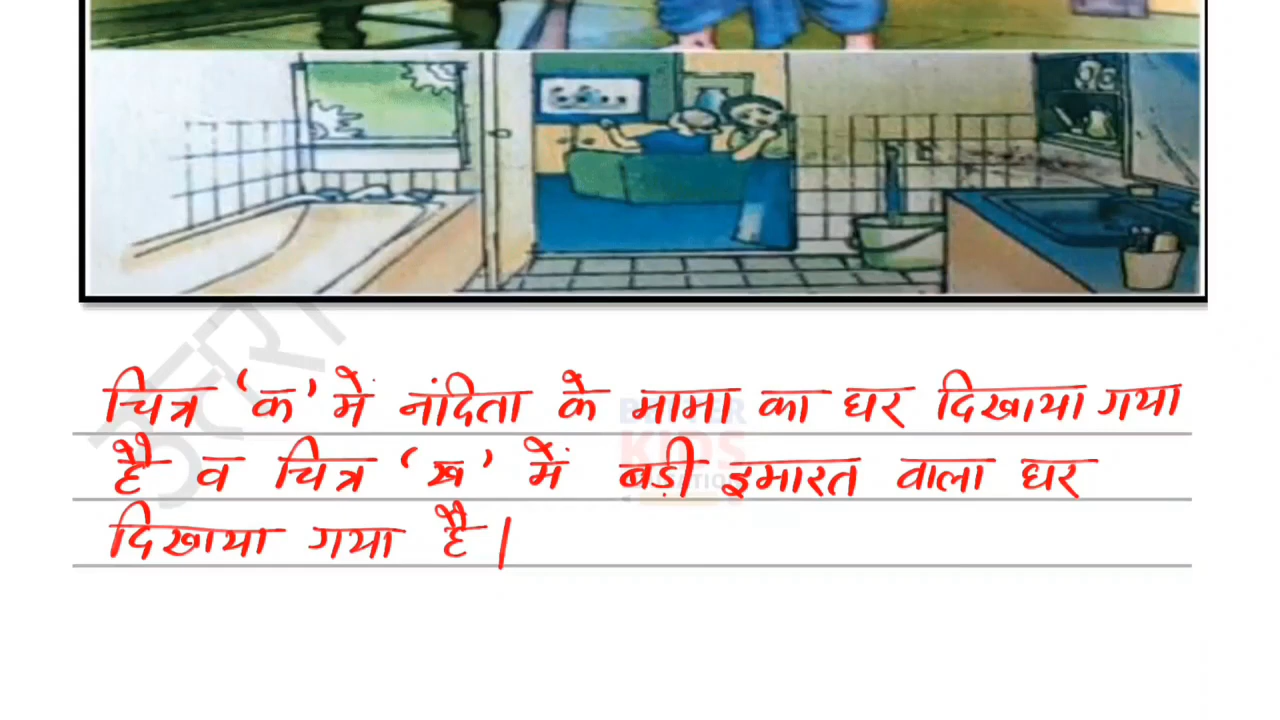 चित्र 'क' में नंदिता के मामा का घर दिखाया गया
है व चित्र 'ख' में बड़ी इमारत वाला घर
दिखाया गया है।